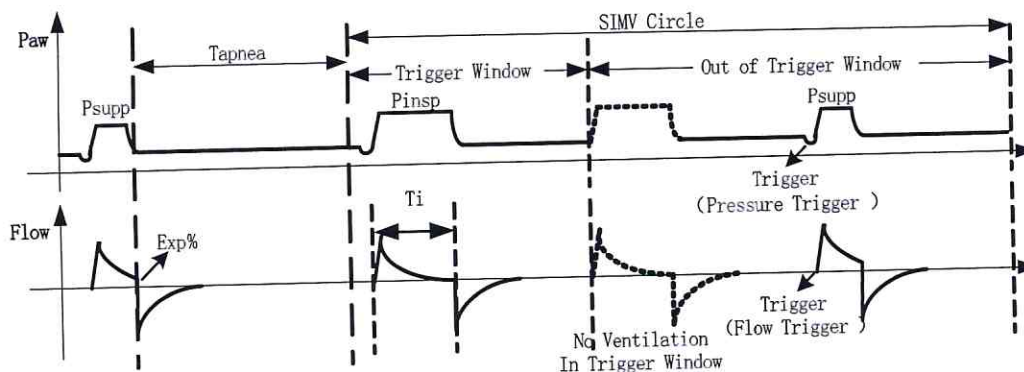 SIMV Circle
Paw
Tapnea
Trigger Window
Out of Trigger Window
Psupp
Pinsp
Psupp
Trigger
(Pressure Trigger )
Ti
Flow
Exp%
Trigger
(Flow Trigger )
No Ventilation
In Trigger Window